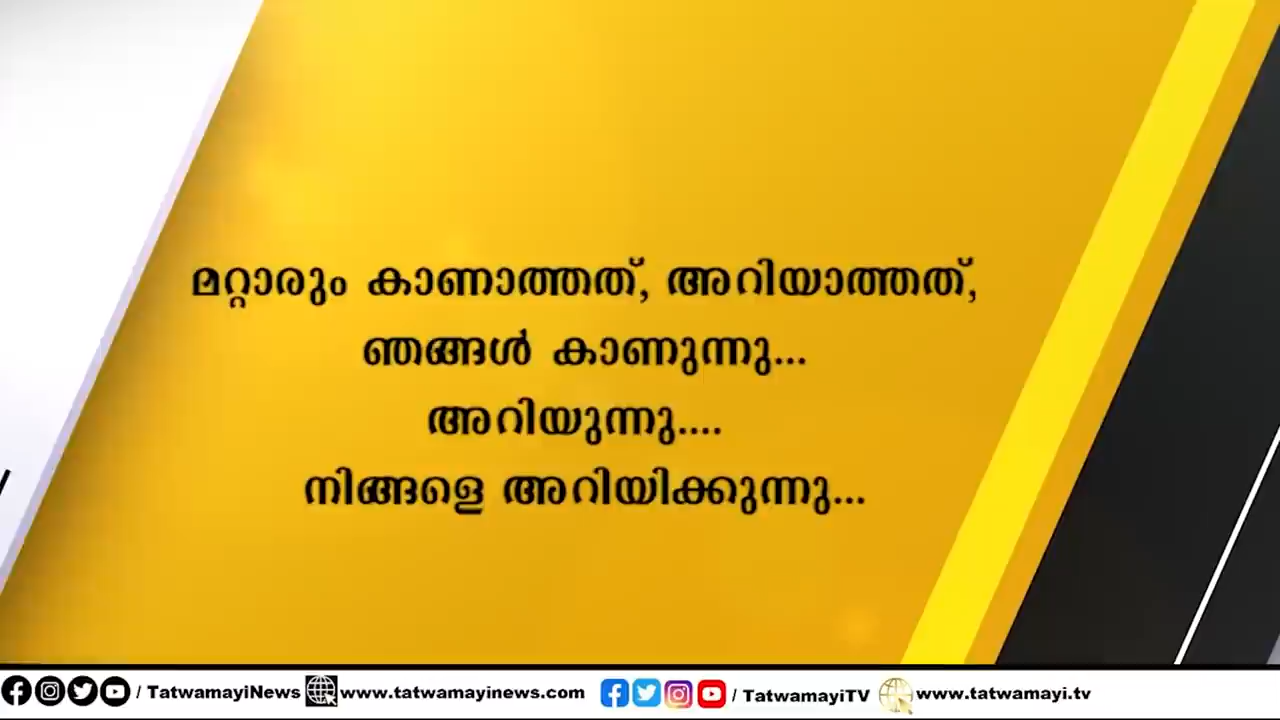 മറ്റാരും കാണാത്തത്, അറിയാത്തത്,
ഞങ്ങൾ കാണുന്നു...
അറിയുന്നു....
നിങ്ങളെ അറിയിക്കുന്നു...
/ TatwamayiNews www.tatwamayinews.com / TatwamayiTV www.tatwamayi.tv